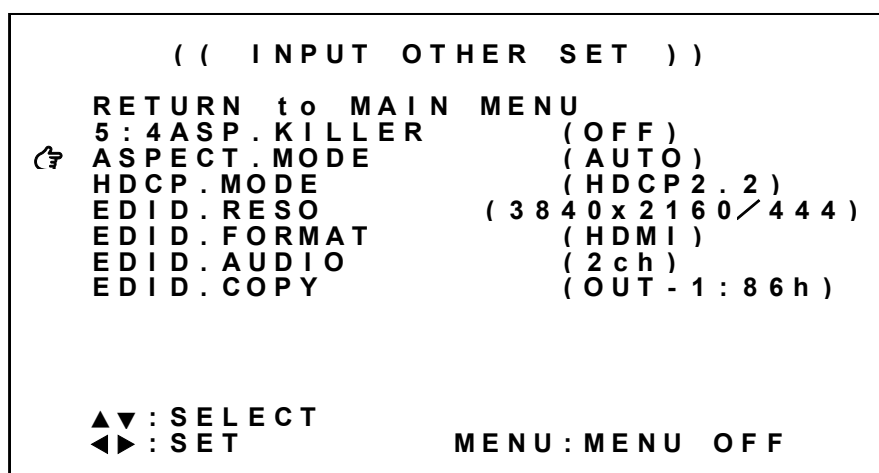 (( INPUT OTHER SET ))
RETURN to MAIN MENU
5:4ASP.KILLER (OFF)
ASPECT.MODE (AUTO)
HDCP.MODE (HDCP2.2)
EDID.RESO (3840x2160/444)
EDID.FORMAT (HDMI)
EDID.AUDIO (2ch)
EDID.COPY (OUT-1:86h)
▲▼:SELECT
◀▶:SET MENU:MENU OFF